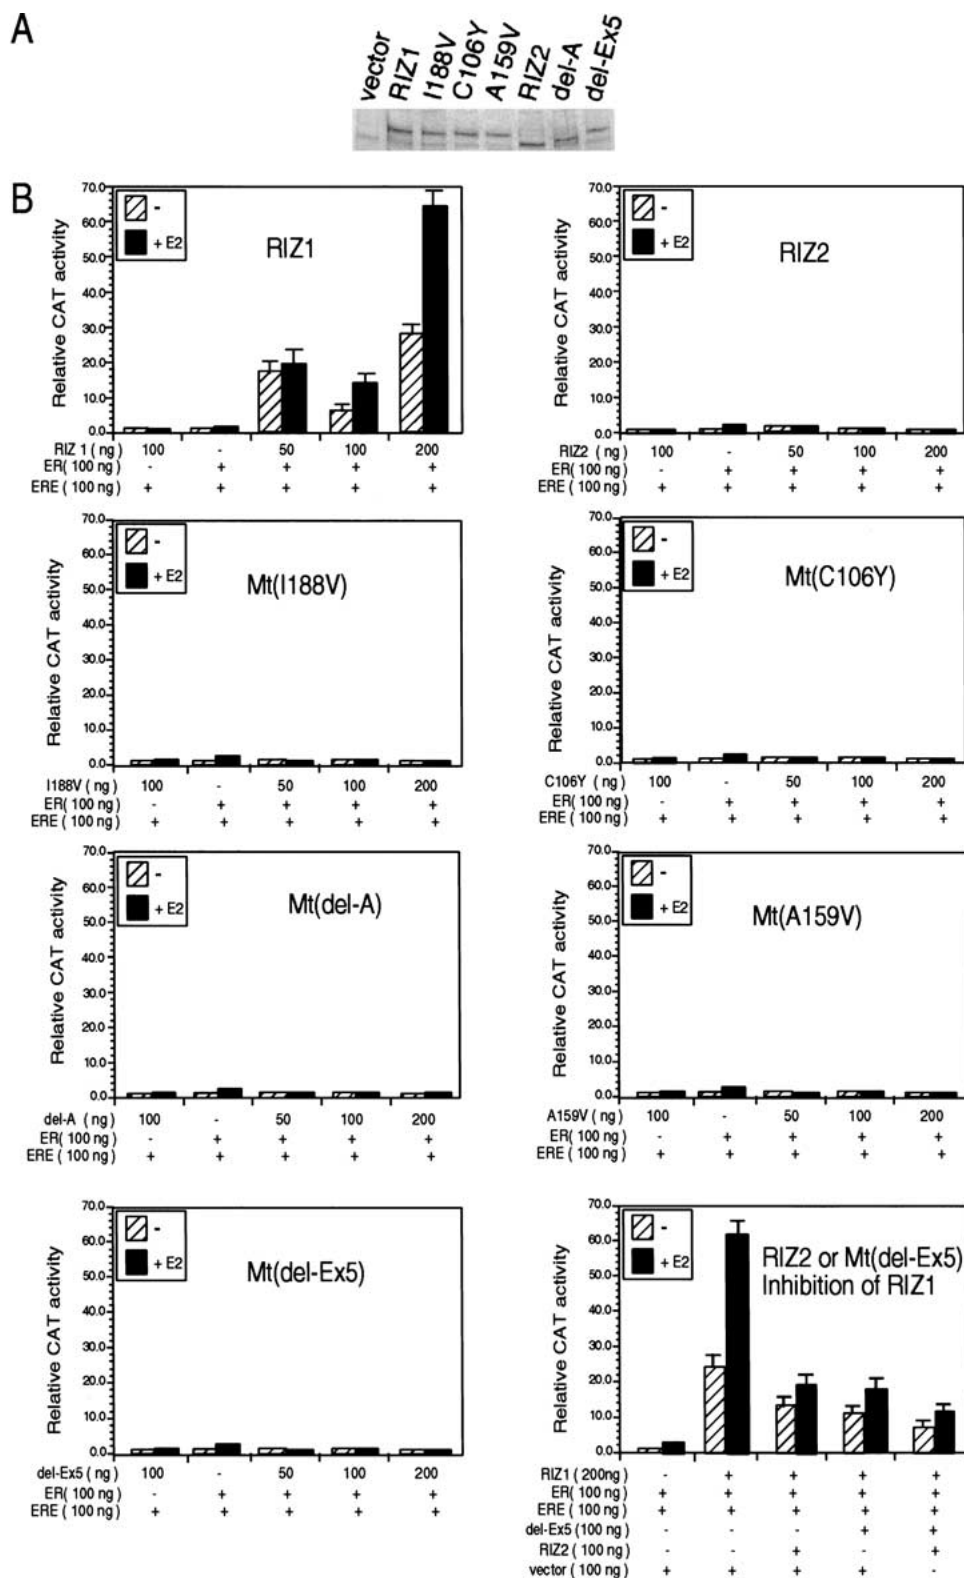 A
vector RIZ1 I188V C106Y A159V RIZ2 del-A del-Ex5
B
Relative CAT activity
70.0
60.0
50.0
40.0
30.0
20.0
10.0
0.0
-
+ E2
RIZ1
RIZ 1 ( ng ) 100 - 50 100 200
ER( 100 ng ) - + + + +
ERE ( 100 ng ) + + + + +
Relative CAT activity
70.0
60.0
50.0
40.0
30.0
20.0
10.0
0.0
-
+ E2
RIZ2
RIZ2 ( ng ) 100 - 50 100 200
ER( 100 ng ) - + + + +
ERE ( 100 ng ) + + + + +
Relative CAT activity
70.0
60.0
50.0
40.0
30.0
20.0
10.0
0.0
-
+ E2
Mt(I188V)
I188V ( ng ) 100 - 50 100 200
ER( 100 ng ) - + + + +
ERE ( 100 ng ) + + + + +
Relative CAT activity
70.0
60.0
50.0
40.0
30.0
20.0
10.0
0.0
-
+ E2
Mt(C106Y)
C106Y ( ng ) 100 - 50 100 200
ER( 100 ng ) - + + + +
ERE ( 100 ng ) + + + + +
Relative CAT activity
70.0
60.0
50.0
40.0
30.0
20.0
10.0
0.0
-
+ E2
Mt(del-A)
del-A ( ng ) 100 - 50 100 200
ER( 100 ng ) - + + + +
ERE ( 100 ng ) + + + + +
Relative CAT activity
70.0
60.0
50.0
40.0
30.0
20.0
10.0
0.0
-
+ E2
Mt(A159V)
A159V ( ng ) 100 - 50 100 200
ER( 100 ng ) - + + + +
ERE ( 100 ng ) + + + + +
Relative CAT activity
70.0
60.0
50.0
40.0
30.0
20.0
10.0
0.0
-
+ E2
Mt(del-Ex5)
del-Ex5 ( ng ) 100 - 50 100 200
ER( 100 ng ) - + + + +
ERE ( 100 ng ) + + + + +
Relative CAT activity
70.0
60.0
50.0
40.0
30.0
20.0
10.0
0.0
-
+ E2
RIZ2 or Mt(del-Ex5)
Inhibition of RIZ1
RIZ1 ( 200ng ) - + + + +
ER( 100 ng ) + + + + +
ERE ( 100 ng ) + + + + +
del-Ex5 (100 ng ) - - - + +
RIZ2 ( 100 ng ) - - + - +
vector ( 100 ng ) + + + + -